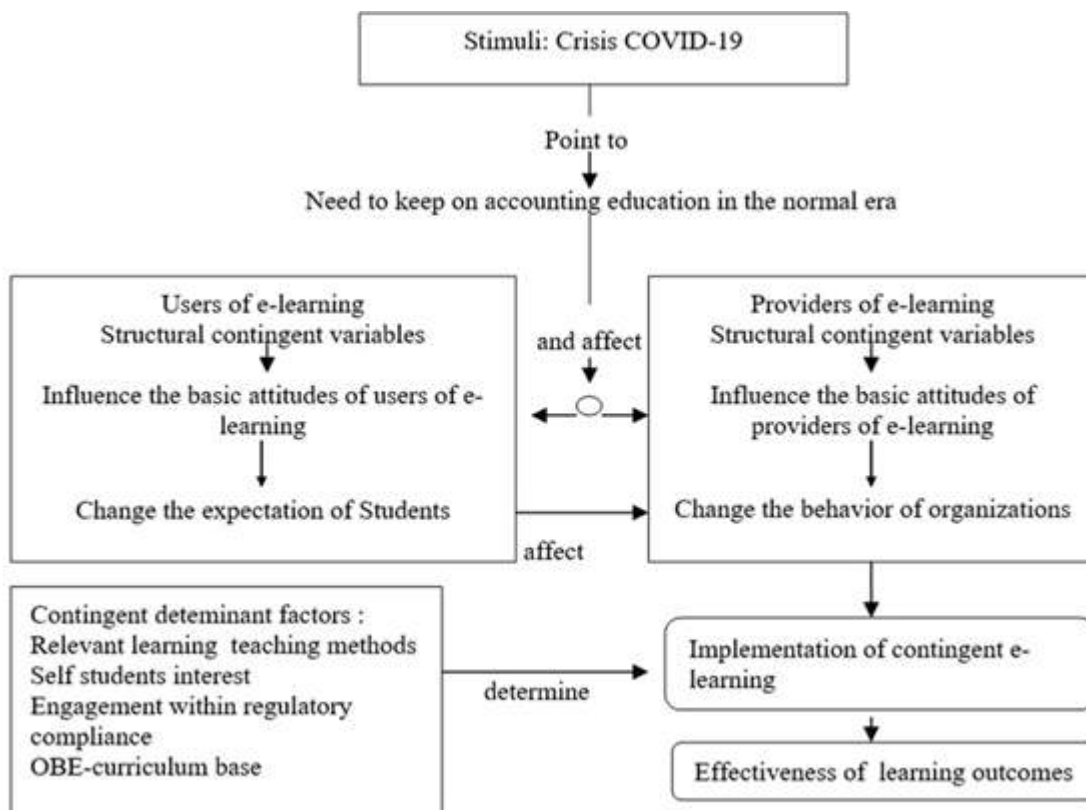 Stimuli: Crisis COVID-19
Point to
Need to keep on accounting education in the normal era
Users of e-learning
Structural contingent variables
Influence the basic attitudes of users of e-
learning
Change the expectation of Students
and affect
Providers of e-learning
Structural contingent variables
Influence the basic attitudes of
providers of e-learning
Change the behavior of organizations
affect
Contingent deteminant factors :
Relevant learning teaching methods
Self students interest
Engagement within regulatory
compliance
OBE-curriculum base
determine
Implementation of contingent e-
learning
Effectiveness of learning outcomes